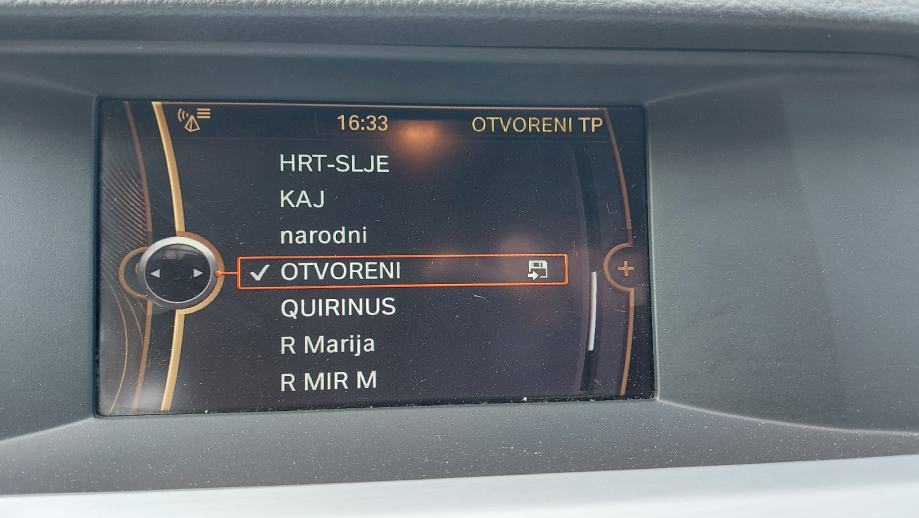 16:33 OTVORENI TP
HRT-SLJE
KAJ
narodni
OTVORENI
QUIRINUS
R Marija
R MIR M